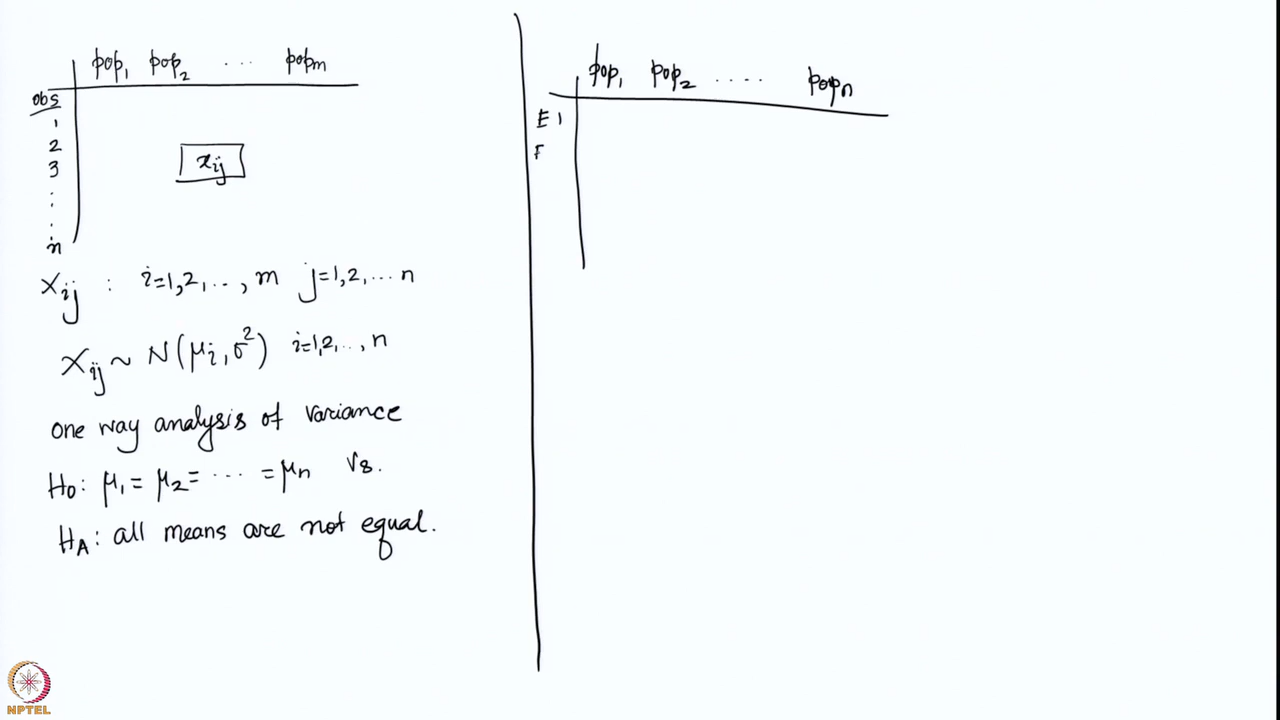 pop₁ pop₂ ... popm
obs
1
2
3
:
n
xij
Xij : i=1,2,..., m j=1,2,... n
Xij ~ N(μi, σ²) i=1,2,..., n
one way analysis of variance
H₀: μ₁ = μ₂ = ... = μn Vs.
HA: all means are not equal.
pop₁ pop₂ .... popn
E 1
F
NPTEL